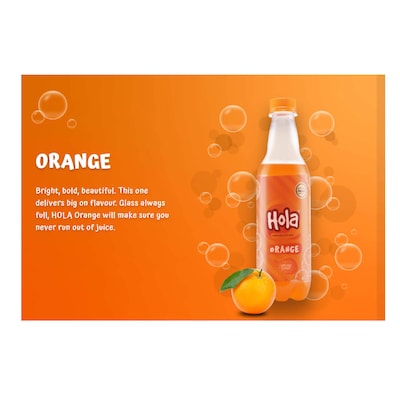 ORANGE
Bright, bold, beautiful. This one
delivers big on flavour. Glass always
full, HOLA Orange will make sure you
never run out of juice.
Hola
ORANGE